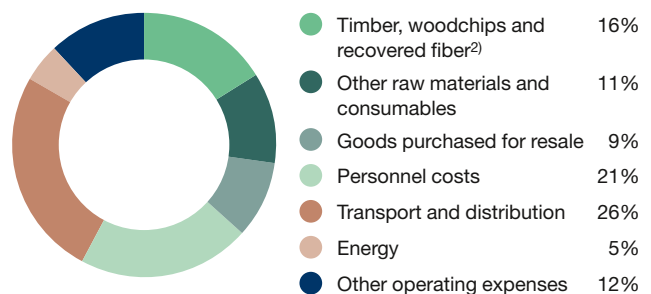 Timber, woodchips and 16%
recovered fiber2)
Other raw materials and 11%
consumables
Goods purchased for resale 9%
Personnel costs 21%
Transport and distribution 26%
Energy 5%
Other operating expenses 12%